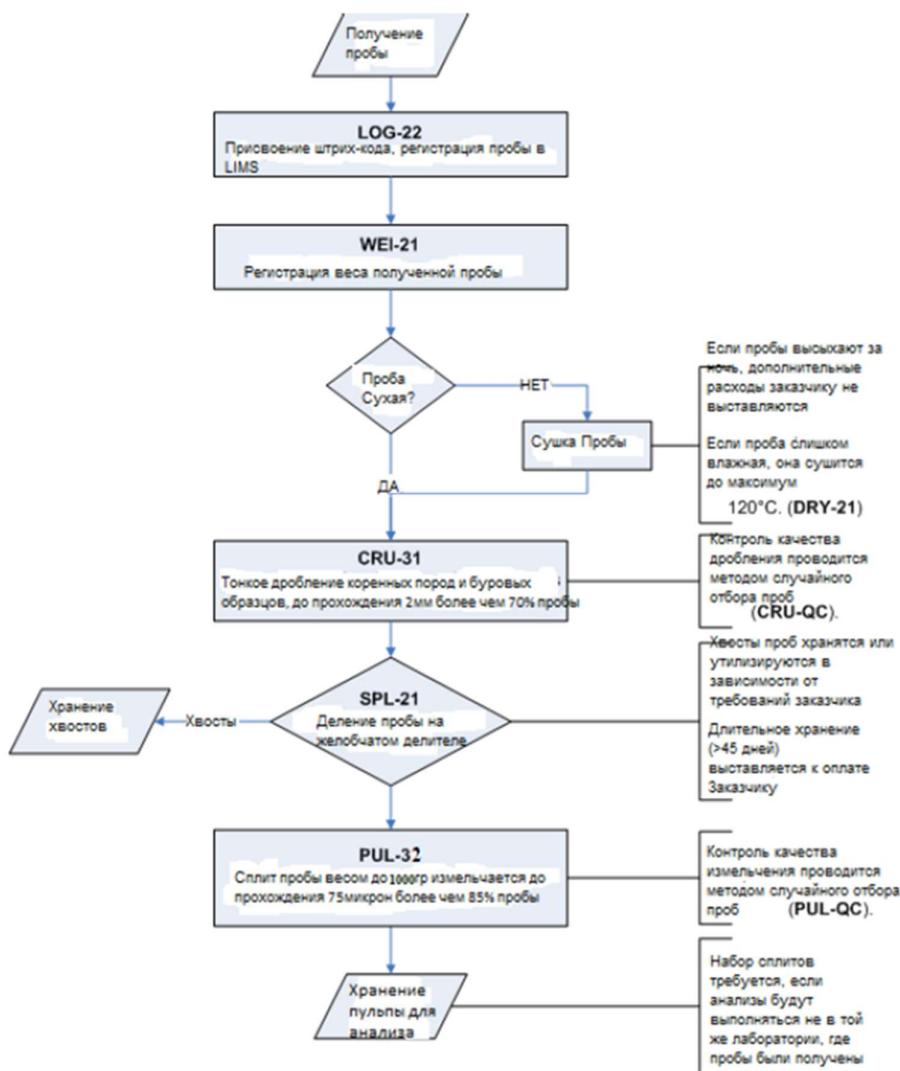 Получение
пробы
LOG-22
Присвоение штрих-кода, регистрация пробы в
LIMS
WEI-21
Регистрация веса полученной пробы
Проба
Сухая?
НЕТ
Сушка Пробы
Если пробы высыхают за
ночь, дополнительные
расходы заказчику не
выставляются
Если проба слишком
влажная, она сушится
до максимум
120°C. (DRY-21)
ДА
CRU-31
Тонкое дробление коренных пород и буровых
образцов, до прохождения 2мм более чем 70% пробы
Контроль качества
дробления проводится
методом случайного
отбора проб
(CRU-QC).
SPL-21
Деление пробы на
желобчатом делителе
Хвосты
Хранение
хвостов
Хвосты проб хранятся или
утилизируются в
зависимости от
требований заказчика
Длительное хранение
(>45 дней)
выставляется к оплате
Заказчику
PUL-32
Сплит пробы весом до 1000гр измельчается до
прохождения 75микрон более чем 85% пробы
Контроль качества
измельчения проводится
методом случайного отбора
проб (PUL-QC).
Хранение
пульпы для
анализа
Набор сплитов
требуется, если
анализы будут
выполняться не в той
же лаборатории, где
пробы были получены